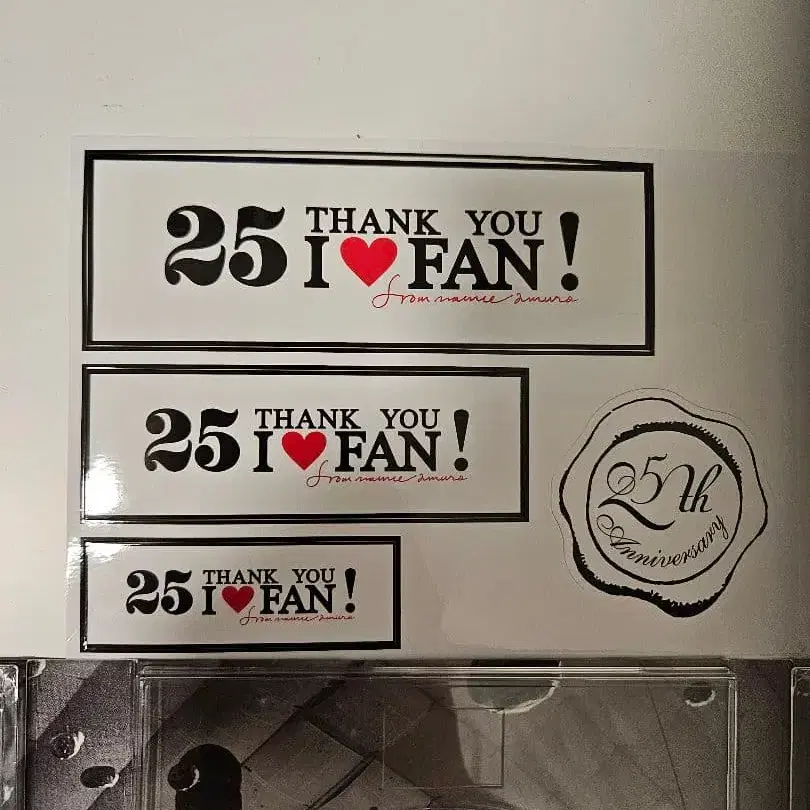 25 THANK YOU
I ♥ FAN!
from namie amuro
25 THANK YOU
I ♥ FAN!
from namie amuro
25 THANK YOU
I ♥ FAN!
from namie amuro
25th
Anniversary